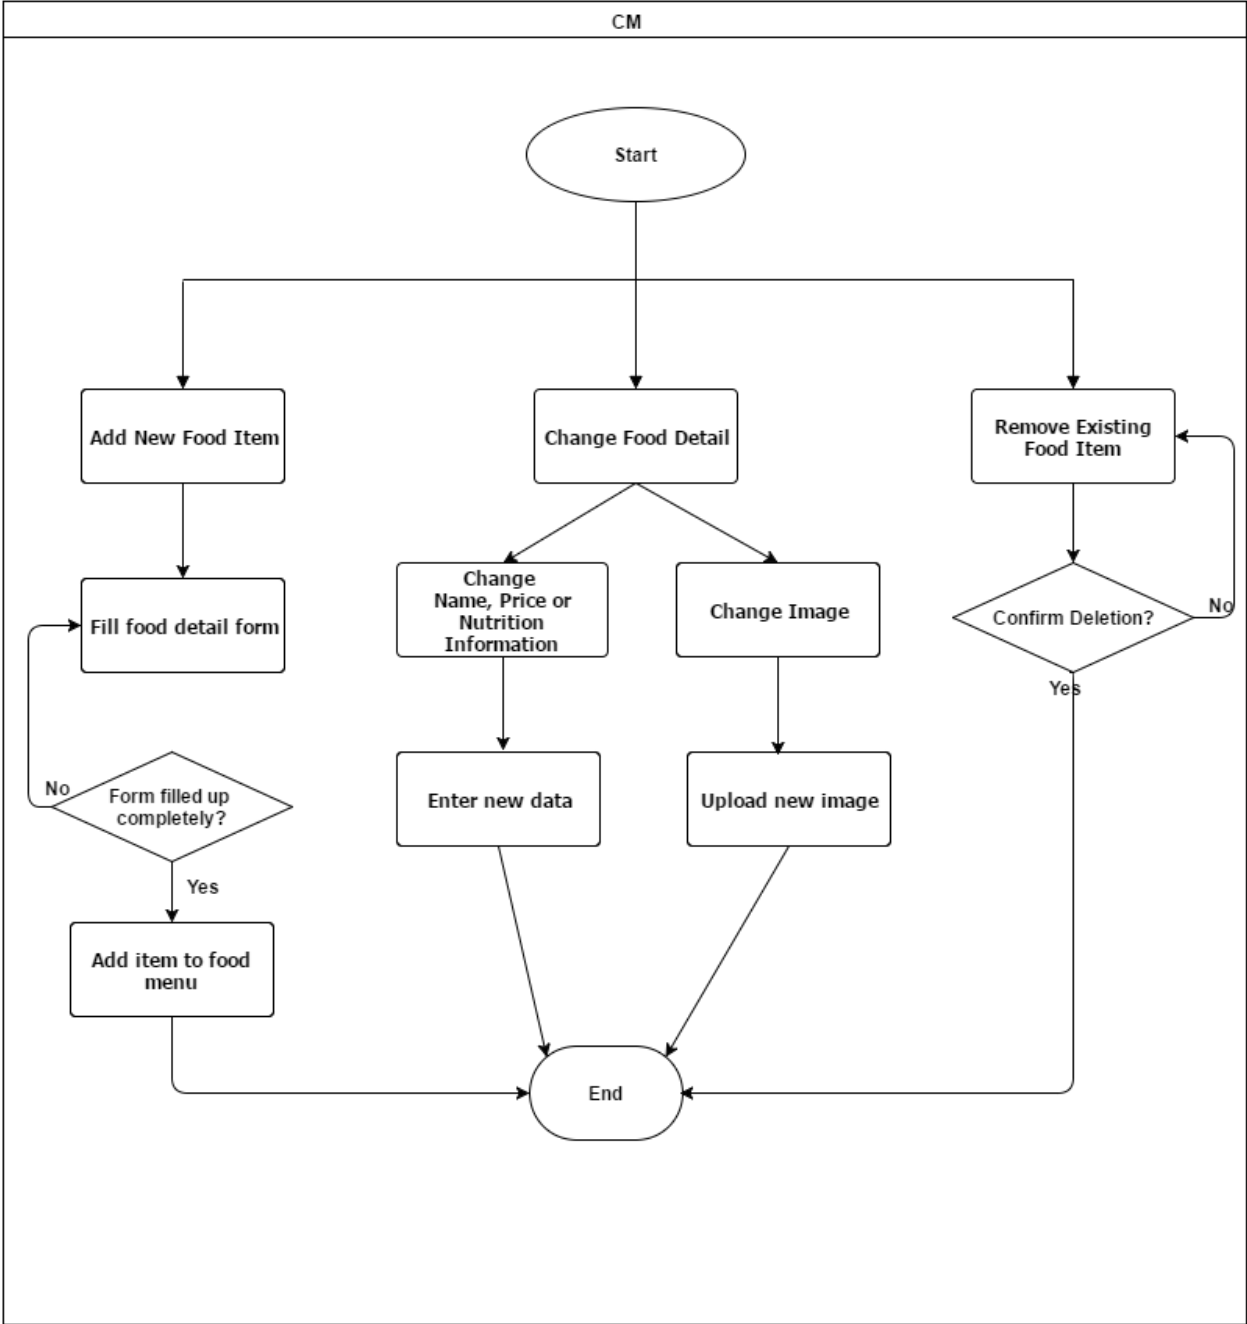 CM
Start
Add New Food Item
Change Food Detail
Remove Existing
Food Item
Change
Name, Price or
Nutrition
Information
Change Image
Fill food detail form
Confirm Deletion?
No
Yes
No
Form filled up
completely?
Enter new data
Upload new image
Yes
Add item to food
menu
End